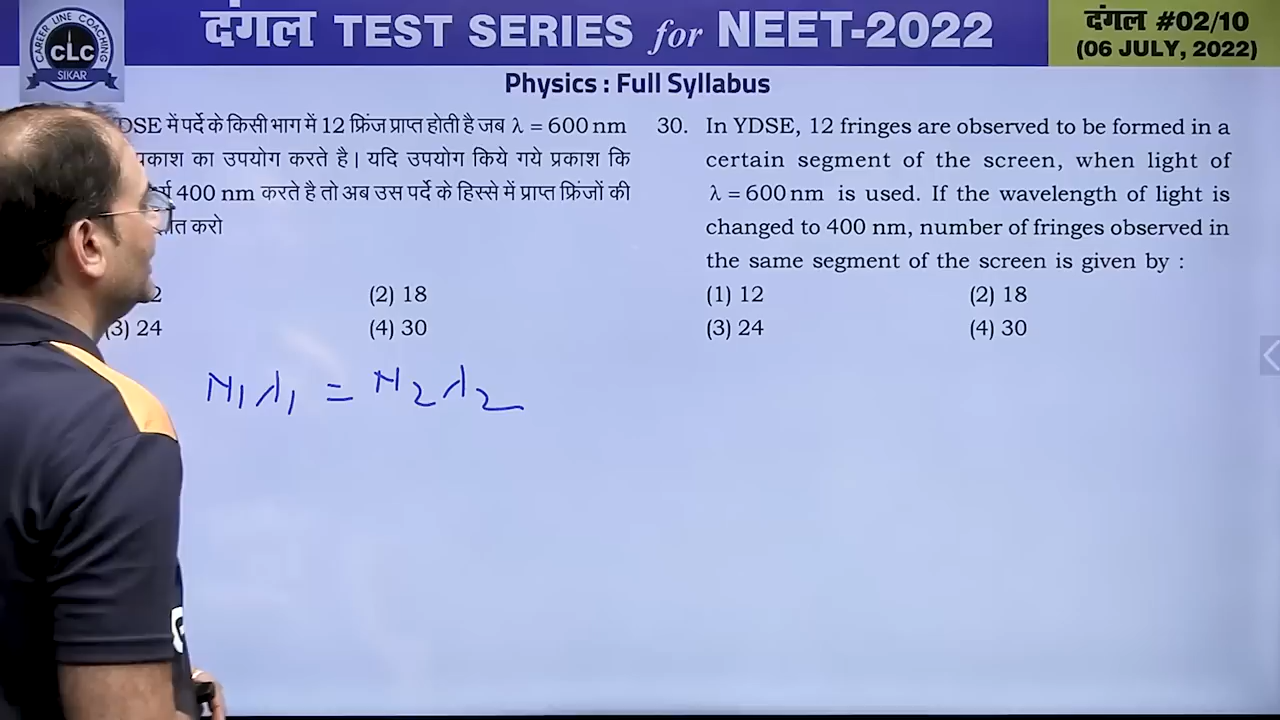 दंगल TEST SERIES for NEET-2022
दंगल #02/10
(06 JULY, 2022)
CAREER LINE COACHING
CLC
SIKAR
Physics : Full Syllabus
DSE में पर्दे के किसी भाग में 12 फ्रिंज प्राप्त होती है जब λ = 600 nm
प्रकाश का उपयोग करते है। यदि उपयोग किये गये प्रकाश कि
400 nm करते है तो अब उस पर्दे के हिस्से में प्राप्त फ्रिंजों की
करो
2
(2) 18
(3) 24
(4) 30
30. In YDSE, 12 fringes are observed to be formed in a
certain segment of the screen, when light of
λ = 600 nm is used. If the wavelength of light is
changed to 400 nm, number of fringes observed in
the same segment of the screen is given by :
(1) 12
(2) 18
(3) 24
(4) 30
N1λ1 = N2λ2